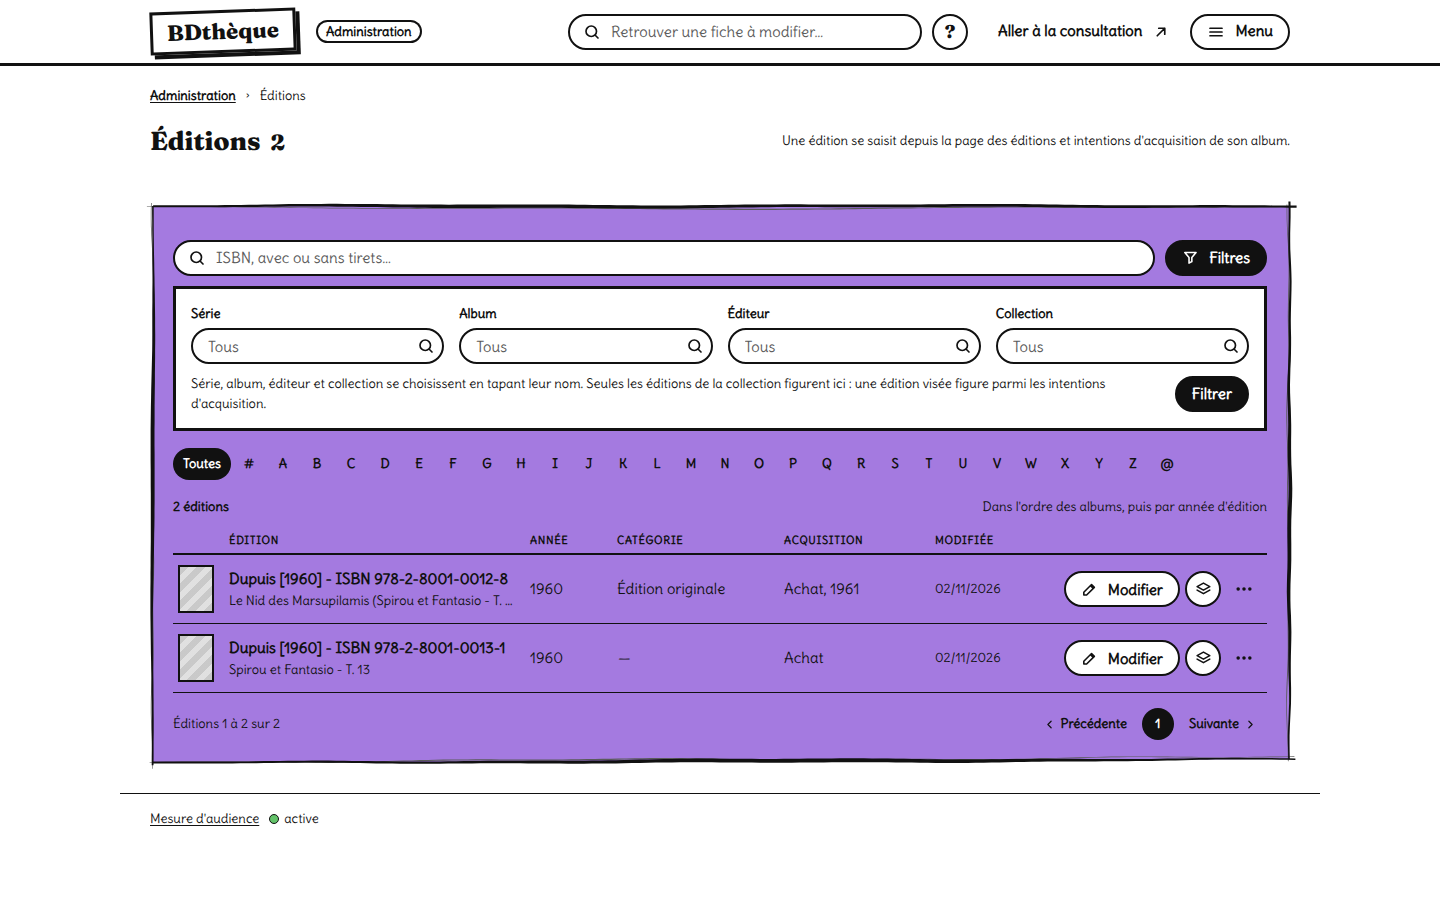 BDthèque
Administration
Retrouver une fiche à modifier...
?
Aller à la consultation
Menu
Administration › Éditions
Éditions 2
Une édition se saisit depuis la page des éditions et intentions d'acquisition de son album.
ISBN, avec ou sans tirets...
Filtres
Série
Album
Éditeur
Collection
Tous
Tous
Tous
Tous
Série, album, éditeur et collection se choisissent en tapant leur nom. Seules les éditions de la collection figurent ici : une édition visée figure parmi les intentions
d'acquisition.
Filtrer
Toutes # A B C D E F G H I J K L M N O P Q R S T U V W X Y Z @
2 éditions
Dans l'ordre des albums, puis par année d'édition
ÉDITION ANNÉE CATÉGORIE ACQUISITION MODIFIÉE
Dupuis [1960] - ISBN 978-2-8001-0012-8
Le Nid des Marsupilamis (Spirou et Fantasio - T. ...
1960 Édition originale Achat, 1961 02/11/2026 Modifier
Dupuis [1960] - ISBN 978-2-8001-0013-1
Spirou et Fantasio - T. 13
1960 — Achat 02/11/2026 Modifier
Éditions 1 à 2 sur 2
‹ Précédente 1 Suivante ›
Mesure d'audience active